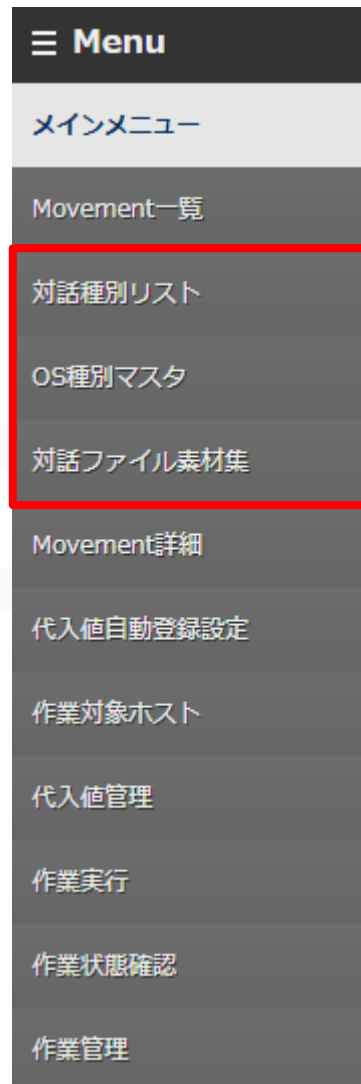 ☰ Menu
メインメニュー
Movement一覧
対話種別リスト
OS種別マスタ
対話ファイル素材集
Movement詳細
代入値自動登録設定
作業対象ホスト
代入値管理
作業実行
作業状態確認
作業管理